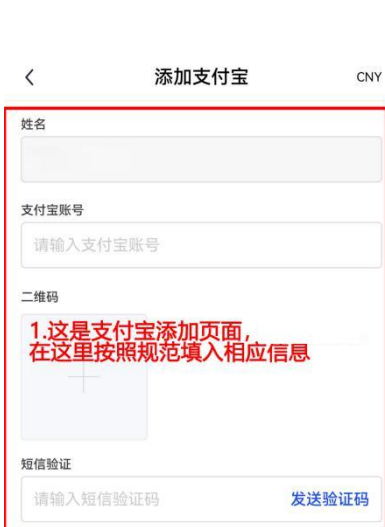 添加支付宝 CNY
姓名
支付宝账号
请输入支付宝账号
二维码
1.这是支付宝添加页面，
在这里按照规范填入相应信息
短信验证
请输入短信验证码 发送验证码